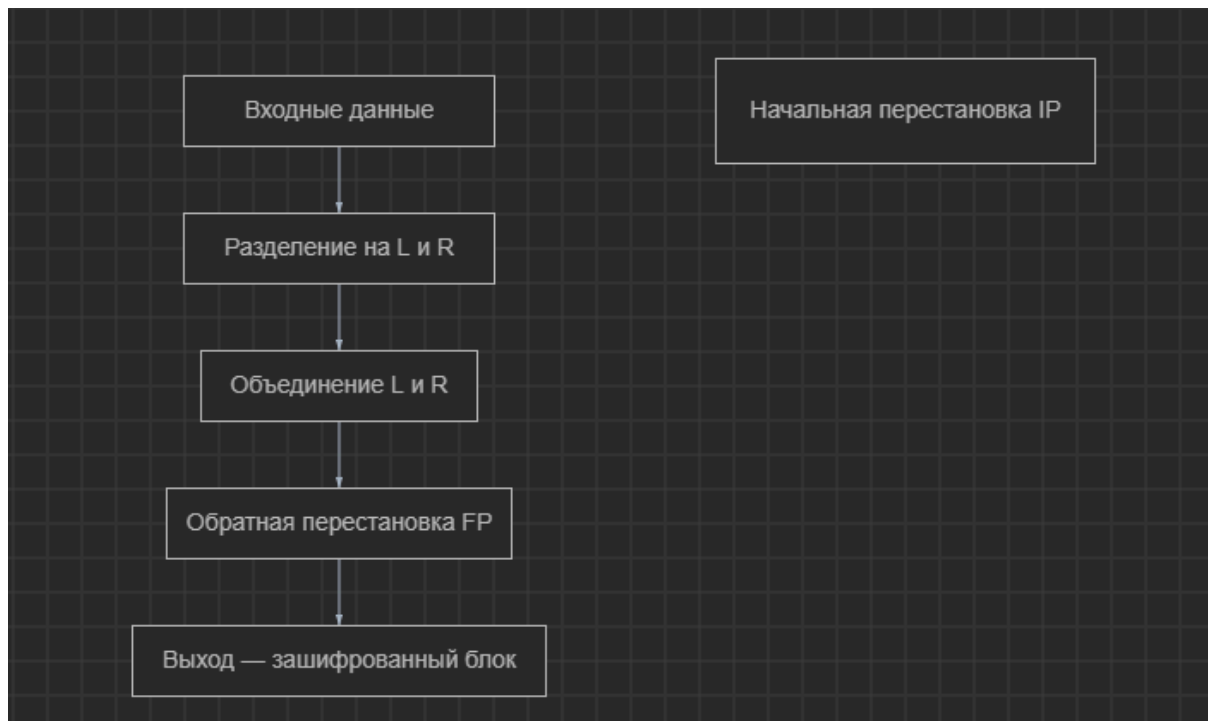 Входные данные
Начальная перестановка IP
Разделение на L и R
Объединение L и R
Обратная перестановка FP
Выход — зашифрованный блок